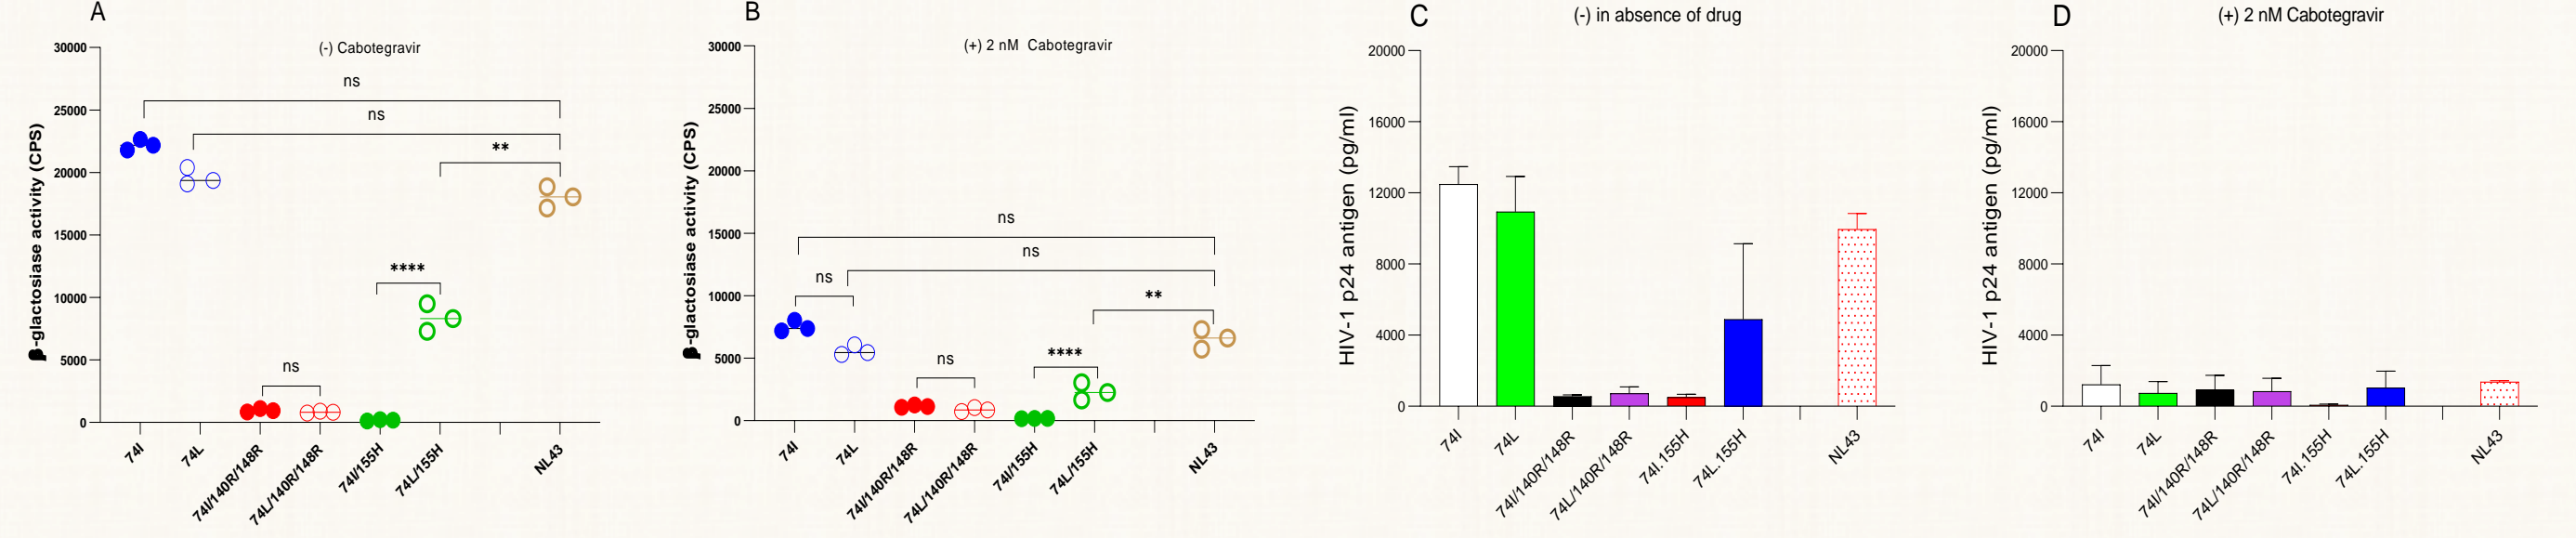 A
(-) Cabotegravir
30000
25000
20000
15000
10000
5000
0
β-glactosiase activity (CPS)
ns
ns
**
****
ns
74I
74L
74I/140R/148R
74L/140R/148R
74I/155H
74L/155H
NL43
B
(+) 2 nM Cabotegravir
30000
25000
20000
15000
10000
5000
0
β-glactosiase activity (CPS)
ns
ns
ns
**
ns
****
74I
74L
74I/140R/148R
74L/140R/148R
74I/155H
74L/155H
NL43
C
(-) in absence of drug
20000
16000
12000
8000
4000
0
HIV-1 p24 antigen (pg/ml)
74I
74L
74I/140R/148R
74L/140R/148R
74I.155H
74L.155H
NL43
D
(+) 2 nM Cabotegravir
20000
16000
12000
8000
4000
0
HIV-1 p24 antigen (pg/ml)
74I
74L
74I/140R/148R
74L/140R/148R
74I.155H
74L.155H
NL43